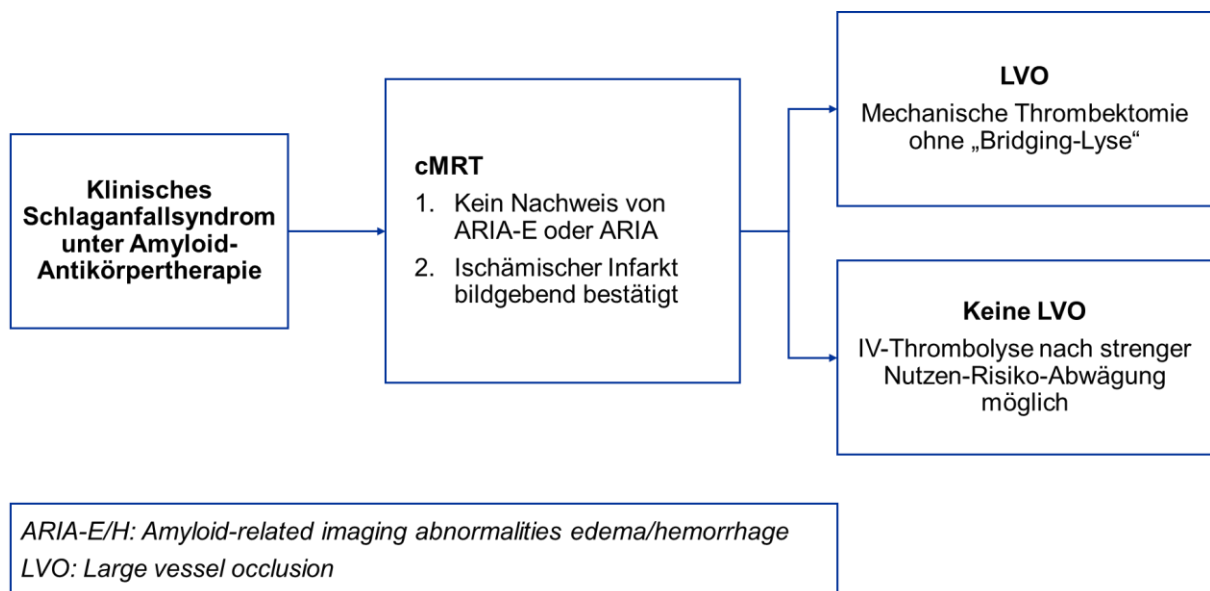 Klinisches
Schlaganfallsyndrom
unter Amyloid-
Antikörpertherapie
cMRT
1. Kein Nachweis von
ARIA-E oder ARIA
2. Ischämischer Infarkt
bildgebend bestätigt
LVO
Mechanische Thrombektomie
ohne „Bridging-Lyse“
Keine LVO
IV-Thrombolyse nach strenger
Nutzen-Risiko-Abwägung
möglich
ARIA-E/H: Amyloid-related imaging abnormalities edema/hemorrhage
LVO: Large vessel occlusion